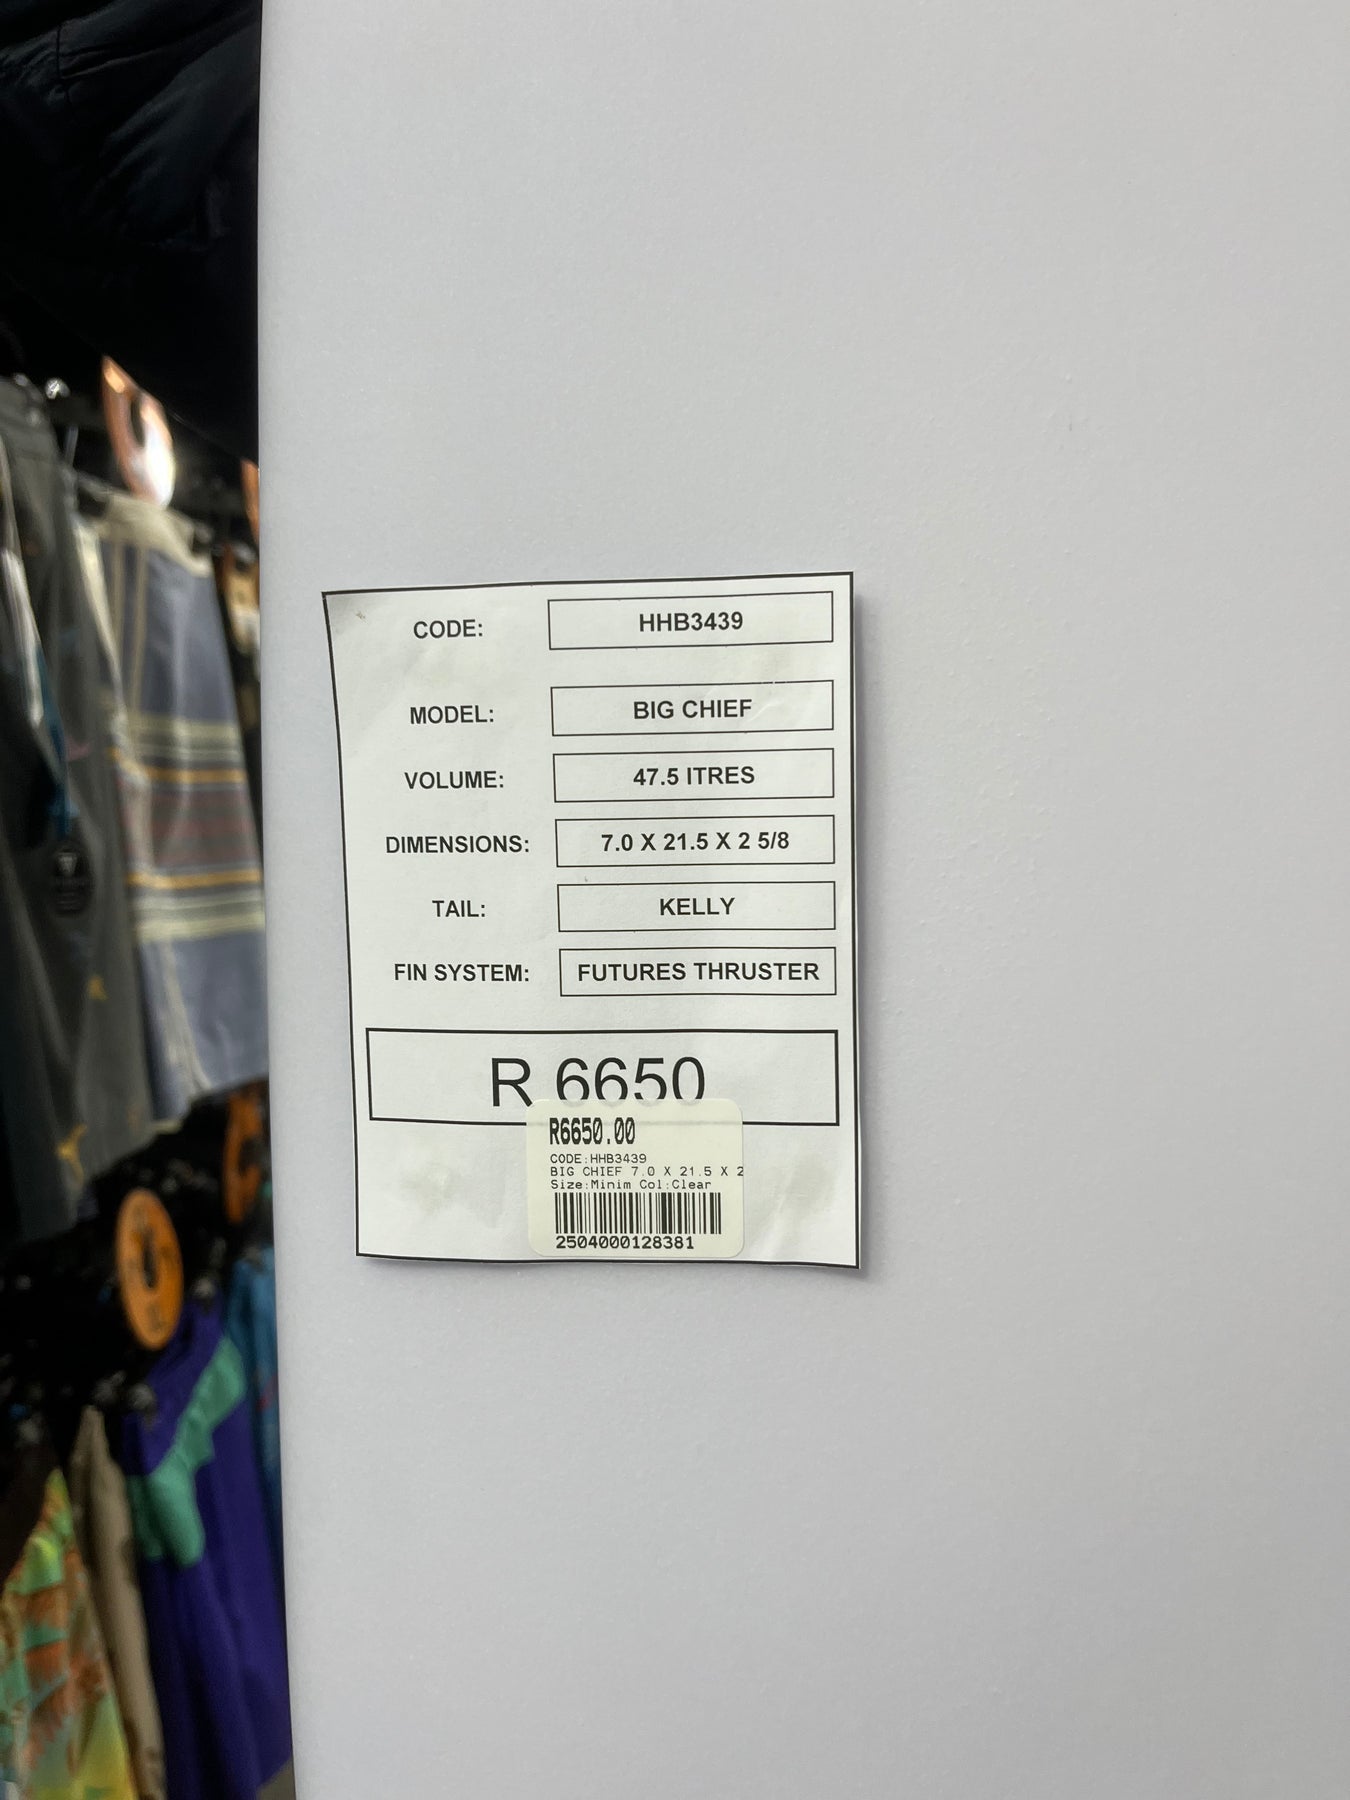 CODE: HHB3439
MODEL: BIG CHIEF
VOLUME: 47.5 ITRES
DIMENSIONS: 7.0 X 21.5 X 2 5/8
TAIL: KELLY
FIN SYSTEM: FUTURES THRUSTER
R 6650
R6650.00
CODE:HHB3439
BIG CHIEF 7.0 X 21.5 X 2
Size:Minim Col:Clear
2504000128381